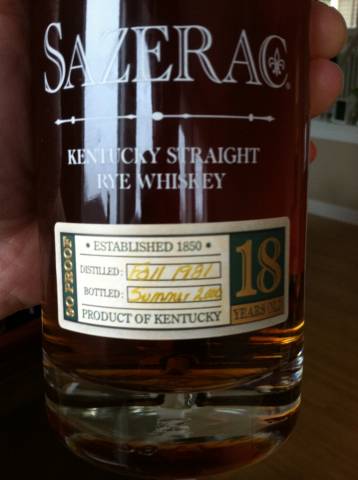 SAZERAC
KENTUCKY STRAIGHT
RYE WHISKEY
90 PROOF
• ESTABLISHED 1850 •
DISTILLED: Fall 1981
BOTTLED: Summer
PRODUCT OF KENTUCKY
18
YEARS OLD